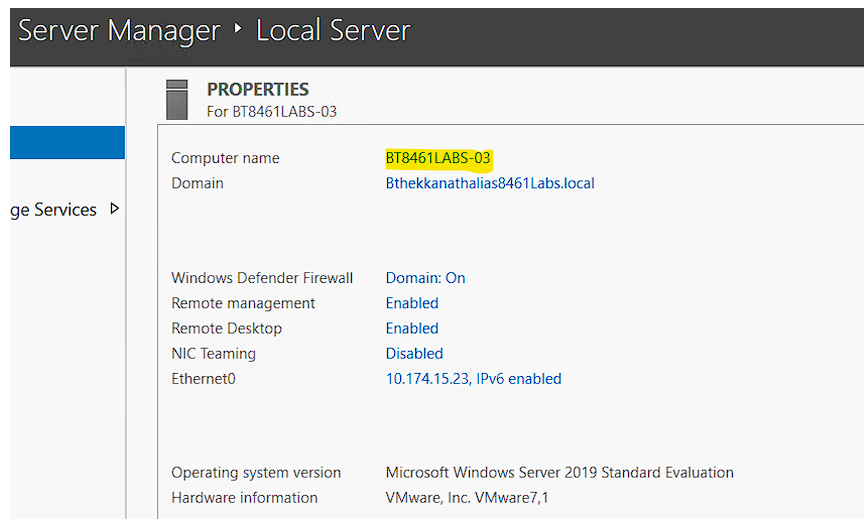 Server Manager ‣ Local Server
PROPERTIES
For BT8461LABS-03
ge Services
Computer name BT8461LABS-03
Domain Bthekkanathalias8461Labs.local
Windows Defender Firewall Domain: On
Remote management Enabled
Remote Desktop Enabled
NIC Teaming Disabled
Ethernet0 10.174.15.23, IPv6 enabled
Operating system version Microsoft Windows Server 2019 Standard Evaluation
Hardware information VMware, Inc. VMware7,1